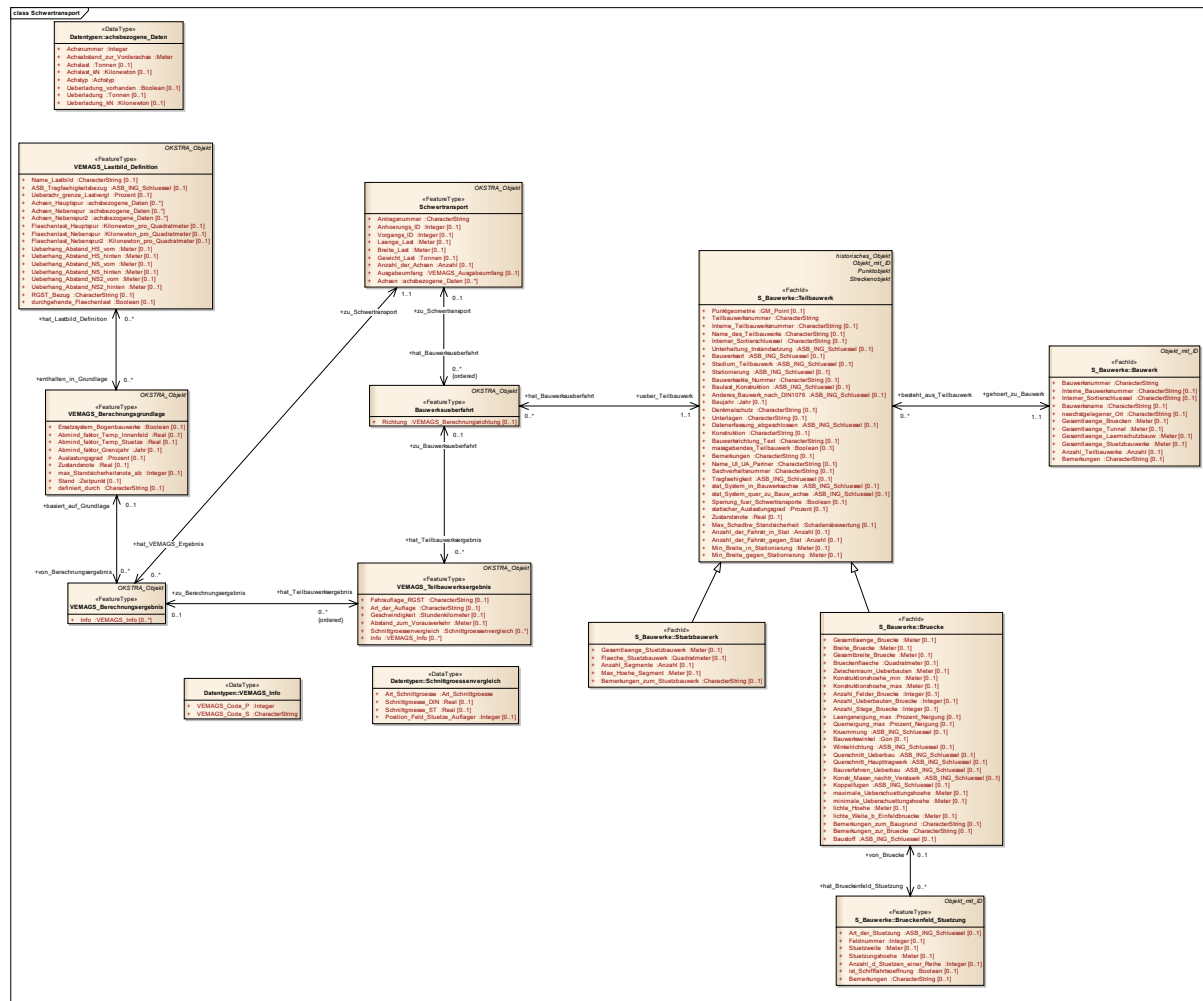 class Schwertransport
«DataType»
Datentypen::achsbezogene_Daten
+ Achsnummer :Integer
+ Achsabstand_zur_Vorderachse :Meter
+ Achslast :Tonnen [0..1]
+ Achslast_kN :Kilonewton [0..1]
+ Achstyp :Achstyp
+ Ueberladung_vorhanden :Boolean [0..1]
+ Ueberladung :Tonnen [0..1]
+ Ueberladung_kN :Kilonewton [0..1]
OKSTRA_Objekt
«FeatureType»
VEMAGS_Lastbild_Definition
+ Name_Lastbild :CharacterString [0..1]
+ ASB_Tragfaehigkeitsbezug :ASB_ING_Schluessel [0..1]
+ Ueberschr_grenze_Lastvergl :Prozent [0..1]
+ Achsen_Hauptspur :achsbezogene_Daten [0..*]
+ Achsen_Nebenspur :achsbezogene_Daten [0..*]
+ Achsen_Nebenspur2 :achsbezogene_Daten [0..*]
+ Flaechenlast_Hauptspur :Kilonewton_pro_Quadratmeter [0..1]
+ Flaechenlast_Nebenspur :Kilonewton_pro_Quadratmeter [0..1]
+ Flaechenlast_Nebenspur2 :Kilonewton_pro_Quadratmeter [0..1]
+ Ueberhang_Abstand_HS_vorn :Meter [0..1]
+ Ueberhang_Abstand_HS_hinten :Meter [0..1]
+ Ueberhang_Abstand_NS_vorn :Meter [0..1]
+ Ueberhang_Abstand_NS_hinten :Meter [0..1]
+ Ueberhang_Abstand_NS2_vorn :Meter [0..1]
+ Ueberhang_Abstand_NS2_hinten :Meter [0..1]
+ RGST_Bezug :CharacterString [0..1]
+ durchgehende_Flaechenlast :Boolean [0..1]
+hat_Lastbild_Definition 0..*
+enthalten_in_Grundlage 0..*
OKSTRA_Objekt
«FeatureType»
VEMAGS_Berechnungsgrundlage
+ Ersatzsystem_Bogenbauwerke :Boolean [0..1]
+ Abmind_faktor_Temp_Innenfeld :Real [0..1]
+ Abmind_faktor_Temp_Stuetze :Real [0..1]
+ Abmind_faktor_Grenzjahr :Jahr [0..1]
+ Auslastungsgrad :Prozent [0..1]
+ Zustandsnote :Real [0..1]
+ max_Standsicherheitsnote_ab :Integer [0..1]
+ Stand :Zeitpunkt [0..1]
+ definiert_durch :CharacterString [0..1]
+basiert_auf_Grundlage 0..1
+von_Berechnungsergebnis 0..*
+hat_VEMAGS_Ergebnis
0..*
OKSTRA_Objekt
«FeatureType»
VEMAGS_Berechnungsergebnis
+ Info :VEMAGS_Info [0..*]
+zu_Berechnungsergebnis
0..1
+hat_Teilbauwerksergebnis
0..*
{ordered}
OKSTRA_Objekt
«FeatureType»
Schwertransport
+ Antragsnummer :CharacterString
+ Anhoerungs_ID :Integer [0..1]
+ Vorgangs_ID :Integer [0..1]
+ Laenge_Last :Meter [0..1]
+ Breite_Last :Meter [0..1]
+ Gewicht_Last :Tonnen [0..1]
+ Anzahl_der_Achsen :Anzahl [0..1]
+ Ausgabeumfang :VEMAGS_Ausgabeumfang [0..1]
+ Achsen :achsbezogene_Daten [0..*]
1..1
+zu_Schwertransport
0..1
+zu_Schwertransport
+hat_Bauwerksueberfahrt
0..*
{ordered}
OKSTRA_Objekt
«FeatureType»
Bauwerksueberfahrt
+ Richtung :VEMAGS_Berechnungsrichtung [0..1]
+hat_Bauwerksueberfahrt
0..*
+ueber_Teilbauwerk
1..1
0..1
+zu_Bauwerksueberfahrt
+hat_Teilbauwerksergebnis
0..*
OKSTRA_Objekt
«FeatureType»
VEMAGS_Teilbauwerksergebnis
+ Fahrauflage_RGST :CharacterString [0..1]
+ Art_der_Auflage :CharacterString [0..1]
+ Geschwindigkeit :Stundenkilometer [0..1]
+ Abstand_zum_Vorausverkehr :Meter [0..1]
+ Schnittgroessenvergleich :Schnittgroessenvergleich [0..*]
+ Info :VEMAGS_Info [0..*]
«DataType»
Datentypen::VEMAGS_Info
+ VEMAGS_Code_P :Integer
+ VEMAGS_Code_S :CharacterString
«DataType»
Datentypen::Schnittgroessenvergleich
+ Art_Schnittgroesse :Art_Schnittgroesse
+ Schnittgroesse_DIN :Real [0..1]
+ Schnittgroesse_ST :Real [0..1]
+ Position_Feld_Stuetze_Auflager :Integer [0..1]
historisches_Objekt
Objekt_mit_ID
Punktobjekt
Streckenobjekt
«FachId»
S_Bauwerke::Teilbauwerk
+ Punktgeometrie :GM_Point [0..1]
+ Teilbauwerksnummer :CharacterString
+ Interne_Teilbauwerksnummer :CharacterString [0..1]
+ Name_des_Teilbauwerks :CharacterString [0..1]
+ Interner_Sortierschluessel :CharacterString [0..1]
+ Unterhaltung_Instandsetzung :ASB_ING_Schluessel [0..1]
+ Bauwerksart :ASB_ING_Schluessel [0..1]
+ Stadium_Teilbauwerk :ASB_ING_Schluessel [0..1]
+ Stationierung :ASB_ING_Schluessel [0..1]
+ Bauwerksakte_Nummer :CharacterString [0..1]
+ Baulast_Konstruktion :ASB_ING_Schluessel [0..1]
+ Anderes_Bauwerk_nach_DIN1076 :ASB_ING_Schluessel [0..1]
+ Baujahr :Jahr [0..1]
+ Denkmalschutz :CharacterString [0..1]
+ Unterlagen :CharacterString [0..1]
+ Datenerfassung_abgeschlossen :ASB_ING_Schluessel [0..1]
+ Konstruktion :CharacterString [0..1]
+ Bauwerksrichtung_Text :CharacterString [0..1]
+ massgebendes_Teilbauwerk :Boolean [0..1]
+ Bemerkungen :CharacterString [0..1]
+ Name_UI_UA_Partner :CharacterString [0..1]
+ Sachverhaltsnummer :CharacterString [0..1]
+ Tragfaehigkeit :ASB_ING_Schluessel [0..1]
+ stat_System_in_Bauwerksachse :ASB_ING_Schluessel [0..1]
+ stat_System_quer_zu_Bauw_achse :ASB_ING_Schluessel [0..1]
+ Sperrung_fuer_Schwertransporte :Boolean [0..1]
+ statischer_Auslastungsgrad :Prozent [0..1]
+ Zustandsnote :Real [0..1]
+ Max_Schadbw_Standsicherheit :Schadensbewertung [0..1]
+ Anzahl_der_Fahrstr_in_Stat :Anzahl [0..1]
+ Anzahl_der_Fahrstr_gegen_Stat :Anzahl [0..1]
+ Min_Breite_in_Stationierung :Meter [0..1]
+ Min_Breite_gegen_Stationierung :Meter [0..1]
+besteht_aus_Teilbauwerk
0..*
+gehoert_zu_Bauwerk
1..1
Objekt_mit_ID
«FachId»
S_Bauwerke::Bauwerk
+ Bauwerksnummer :CharacterString
+ Interne_Bauwerksnummer :CharacterString [0..1]
+ Interner_Sortierschluessel :CharacterString [0..1]
+ Bauwerksname :CharacterString [0..1]
+ naechstgelegener_Ort :CharacterString [0..1]
+ Gesamtlaenge_Bruecken :Meter [0..1]
+ Gesamtlaenge_Tunnel :Meter [0..1]
+ Gesamtlaenge_Laermschutzbauw :Meter [0..1]
+ Gesamtlaenge_Stuetzbauwerke :Meter [0..1]
+ Anzahl_Teilbauwerke :Anzahl [0..1]
+ Bemerkungen :CharacterString [0..1]
«FachId»
S_Bauwerke::Stuetzbauwerk
+ Gesamtlaenge_Stuetzbauwerk :Meter [0..1]
+ Flaeche_Stuetzbauwerk :Quadratmeter [0..1]
+ Anzahl_Segmente :Anzahl [0..1]
+ Max_Hoehe_Segment :Meter [0..1]
+ Bemerkungen_zum_Stuetzbauwerk :CharacterString [0..1]
«FachId»
S_Bauwerke::Bruecke
+ Gesamtlaenge_Bruecke :Meter [0..1]
+ Breite_Bruecke :Meter [0..1]
+ Gesamtbreite_Bruecke :Meter [0..1]
+ Brueckenflaeche :Quadratmeter [0..1]
+ Zwischenraum_Ueberbauten :Meter [0..1]
+ Konstruktionshoehe_min :Meter [0..1]
+ Konstruktionshoehe_max :Meter [0..1]
+ Anzahl_Felder_Bruecke :Integer [0..1]
+ Anzahl_Ueberbauten_Bruecke :Integer [0..1]
+ Anzahl_Stege_Bruecke :Integer [0..1]
+ Laengsneigung_max :Prozent_Neigung [0..1]
+ Querneigung_max :Prozent_Neigung [0..1]
+ Kruemmung :ASB_ING_Schluessel [0..1]
+ Bauwerkswinkel :Gon [0..1]
+ Winkelrichtung :ASB_ING_Schluessel [0..1]
+ Querschnitt_Ueberbau :ASB_ING_Schluessel [0..1]
+ Querschnitt_Haupttragwerk :ASB_ING_Schluessel [0..1]
+ Bauverfahren_Ueberbau :ASB_ING_Schluessel [0..1]
+ Konstr_Massn_nachtr_Verstaerk :ASB_ING_Schluessel [0..1]
+ Koppelfugen :ASB_ING_Schluessel [0..1]
+ maximale_Ueberschuettungshoehe :Meter [0..1]
+ minimale_Ueberschuettungshoehe :Meter [0..1]
+ lichte_Hoehe :Meter [0..1]
+ lichte_Weite_b_Einfeldbruecke :Meter [0..1]
+ Bemerkungen_zum_Baugrund :CharacterString [0..1]
+ Bemerkungen_zur_Bruecke :CharacterString [0..1]
+ Baustoff :ASB_ING_Schluessel [0..1]
+von_Bruecke 0..1
+hat_Brueckenfeld_Stuetzung 0..*
Objekt_mit_ID
«FeatureType»
S_Bauwerke::Brueckenfeld_Stuetzung
+ Art_der_Stuetzung :ASB_ING_Schluessel [0..1]
+ Feldnummer :Integer [0..1]
+ Stuetzweite :Meter [0..1]
+ Stuetzungshoehe :Meter [0..1]
+ Anzahl_d_Stuetzen_einer_Reihe :Integer [0..1]
+ ist_Schifffahrtsoeffnung :Boolean [0..1]
+ Bemerkungen :CharacterString [0..1]